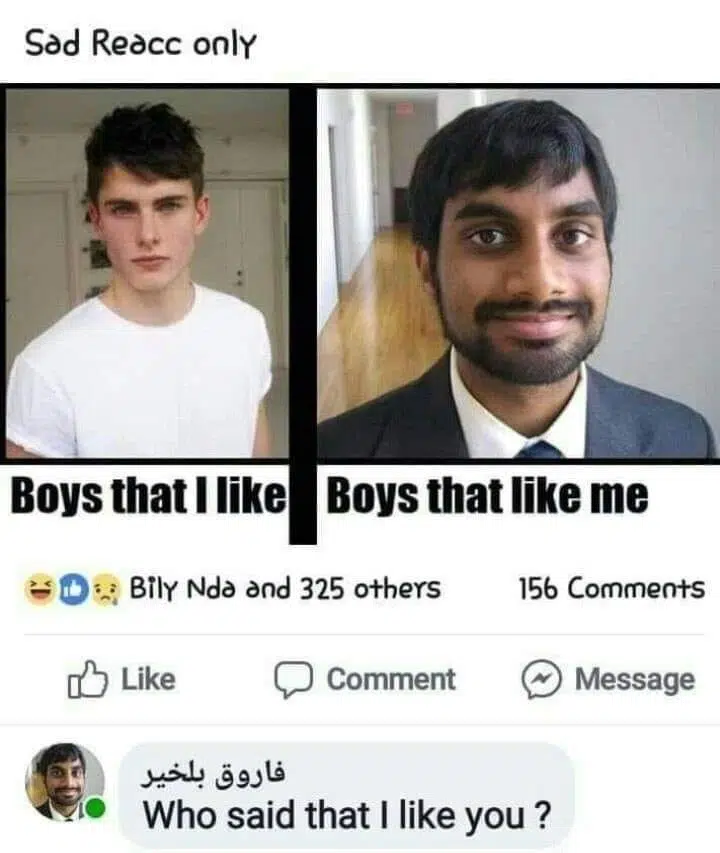 Sad Reacc only
Boys that I like
Boys that like me
Bily Nda and 325 others
156 Comments
Like
Comment
Message
فاروق بلخير
Who said that I like you ?